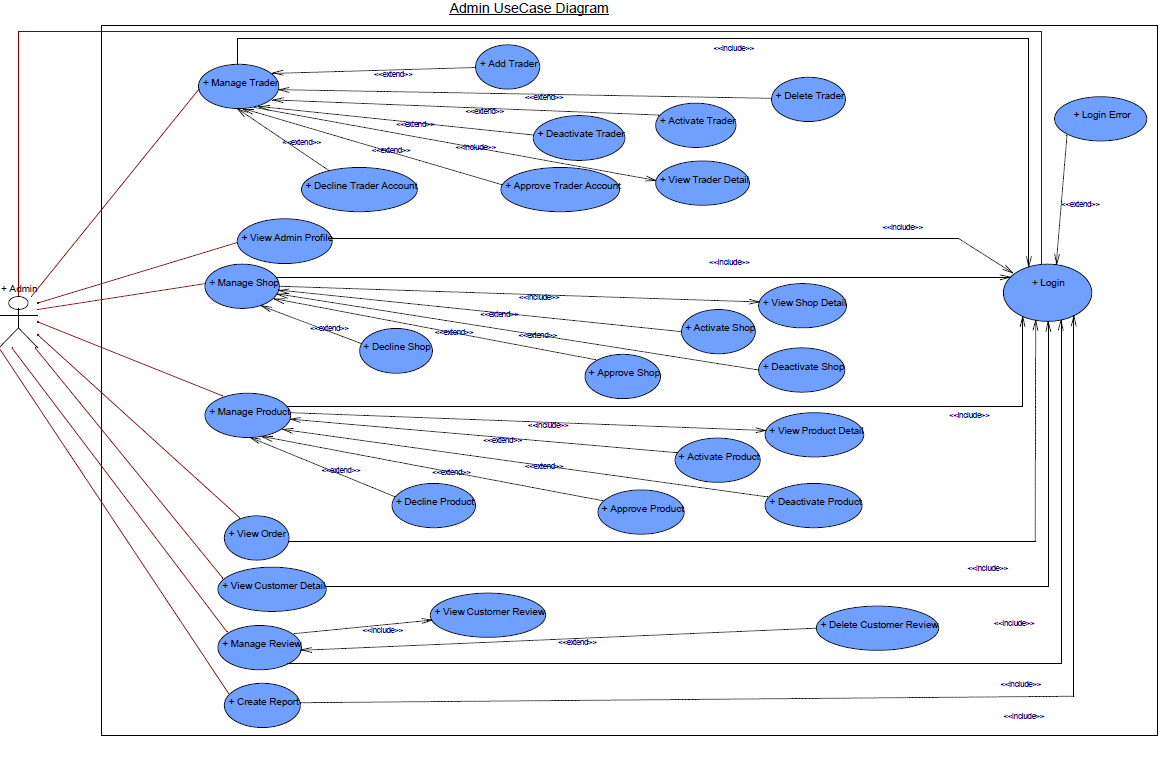 Admin UseCase Diagram
<<include>>
+ Add Trader
<<extend>>
+ Manage Trader
+ Delete Trader
<<extend>>
<<extend>>
+ Activate Trader
+ Login Error
<<extend>>
+ Deactivate Trader
<<extend>>
<<extend>>
<<include>>
+ View Trader Detail
+ Decline Trader Account
+ Approve Trader Account
<<extend>>
<<include>>
+ View Admin Profile
<<include>>
+ Manage Shop
+ Login
+ Admin
<<include>>
+ View Shop Detail
<<extend>>
<<extend>>
+ Activate Shop
<<extend>>
<<extend>>
+ Decline Shop
+ Deactivate Shop
+ Approve Shop
+ Manage Product
<<include>>
<<include>>
+ View Product Detail
<<extend>>
+ Activate Product
<<extend>>
<<extend>>
<<extend>>
+ Decline Product
+ Deactivate Product
+ Approve Product
+ View Order
<<include>>
+ View Customer Detail
+ View Customer Review
<<include>>
+ Delete Customer Review
<<include>>
+ Manage Review
<<extend>>
<<include>>
+ Create Report
<<include>>